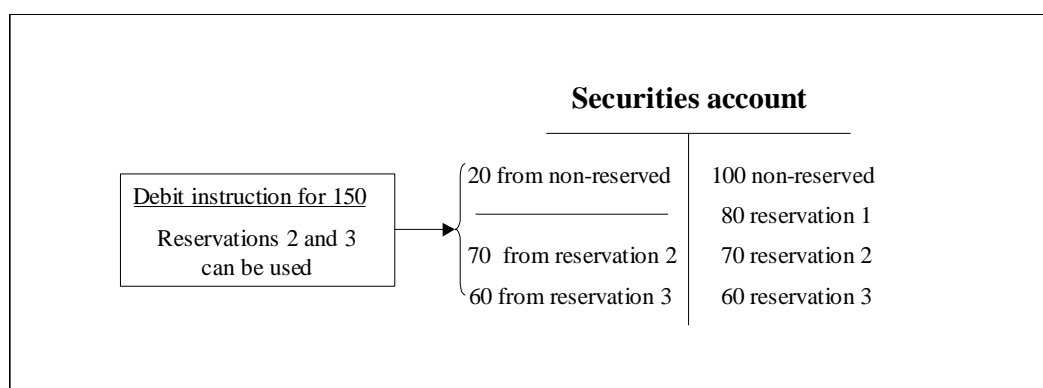 Securities account
Debit instruction for 150
Reservations 2 and 3
can be used
20 from non-reserved
70 from reservation 2
60 from reservation 3
100 non-reserved
80 reservation 1
70 reservation 2
60 reservation 3